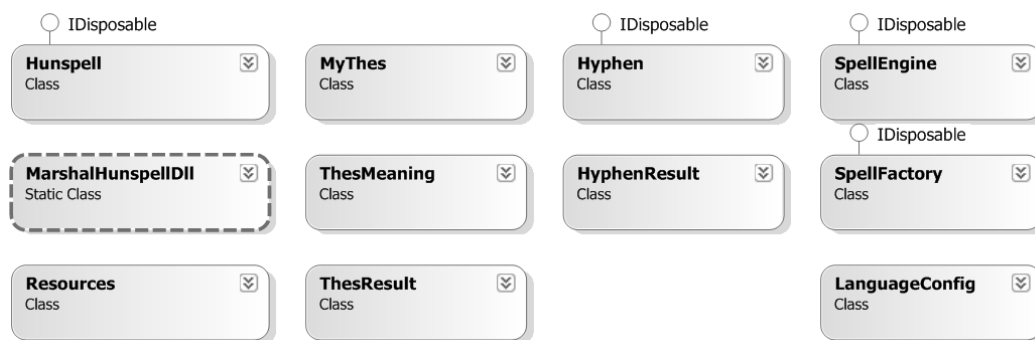 IDisposable
IDisposable
IDisposable
Hunspell
Class
MyThes
Class
Hyphen
Class
SpellEngine
Class
IDisposable
MarshalHunspellDll
Static Class
ThesMeaning
Class
HyphenResult
Class
SpellFactory
Class
Resources
Class
ThesResult
Class
LanguageConfig
Class